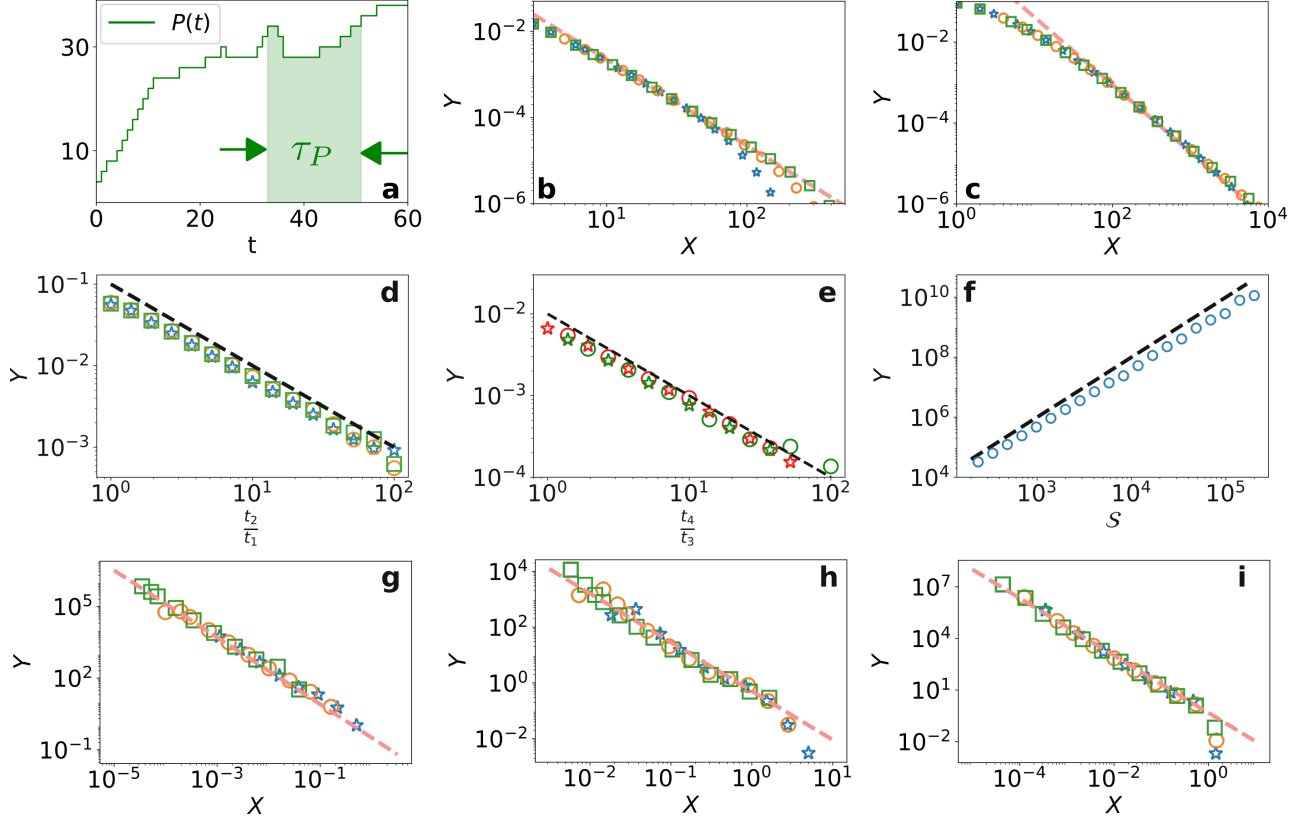 P(t)
30
10
τ_P
a
0 20 40 60
t
Y
10^{-2}
10^{-4}
10^{-6}
b
10^1 10^2
X
Y
10^{-2}
10^{-4}
10^{-6}
c
10^0 10^2 10^4
X
Y
10^{-1}
10^{-2}
10^{-3}
d
10^0 10^1 10^2
t_2/t_1
Y
10^{-2}
10^{-3}
10^{-4}
e
10^0 10^1 10^2
t_4/t_3
Y
10^{10}
10^8
10^6
10^4
f
10^3 10^4 10^5
S
Y
10^5
10^2
10^{-1}
g
10^{-5} 10^{-3} 10^{-1}
X
Y
10^4
10^2
10^0
10^{-2}
h
10^{-2} 10^{-1} 10^0 10^1
X
Y
10^7
10^4
10^1
10^{-2}
i
10^{-4} 10^{-2} 10^0
X